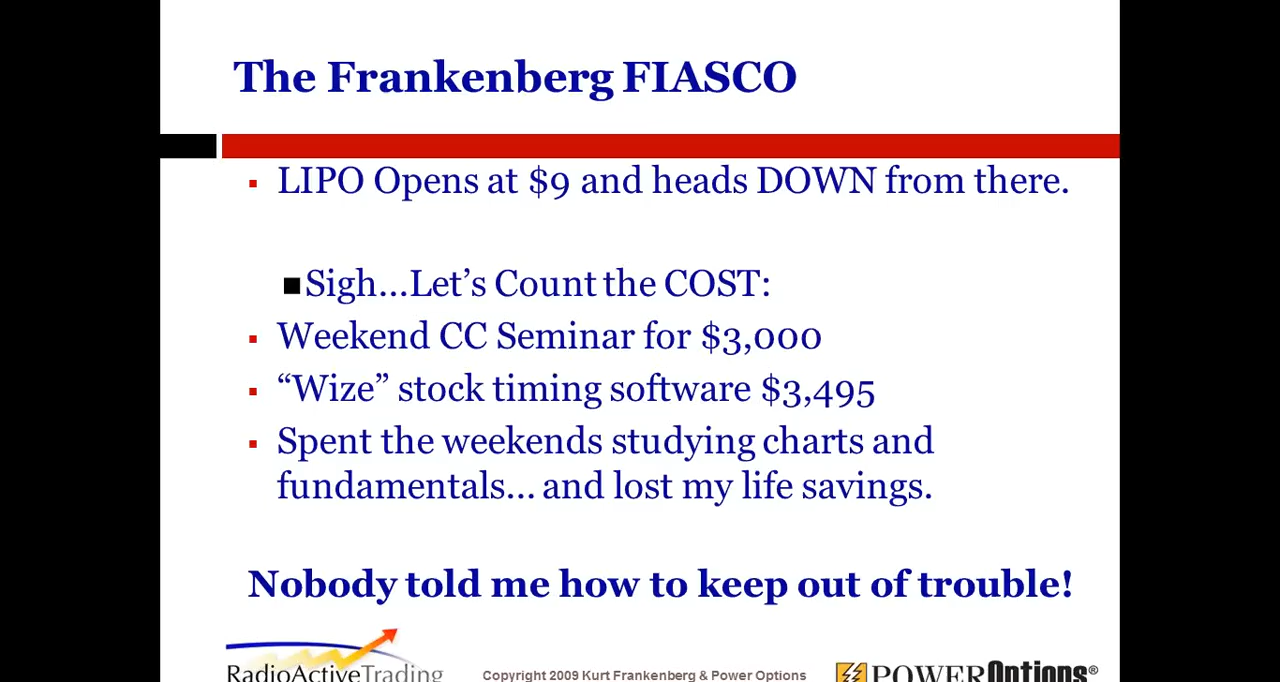 The Frankenberg FIASCO
LIPO Opens at $9 and heads DOWN from there.
Sigh...Let's Count the COST:
Weekend CC Seminar for $3,000
“Wize” stock timing software $3,495
Spent the weekends studying charts and
fundamentals... and lost my life savings.
Nobody told me how to keep out of trouble!
RadioActiveTrading
Copyright 2009 Kurt Frankenberg & Power Options
POWEROptions®